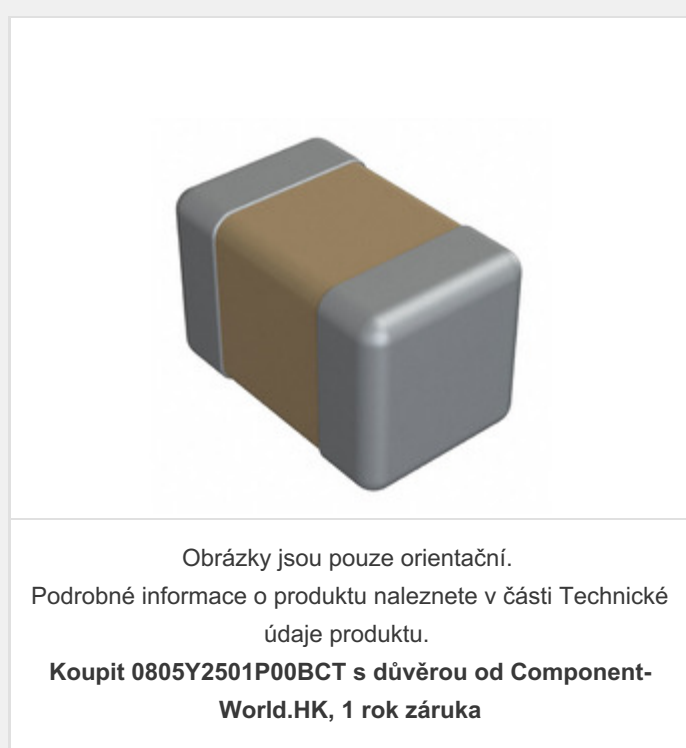 Obrázky jsou pouze orientační.
Podrobné informace o produktu naleznete v části Technické
údaje produktu.
Koupit 0805Y2501P00BCT s důvěrou od Component-
World.HK, 1 rok záruka